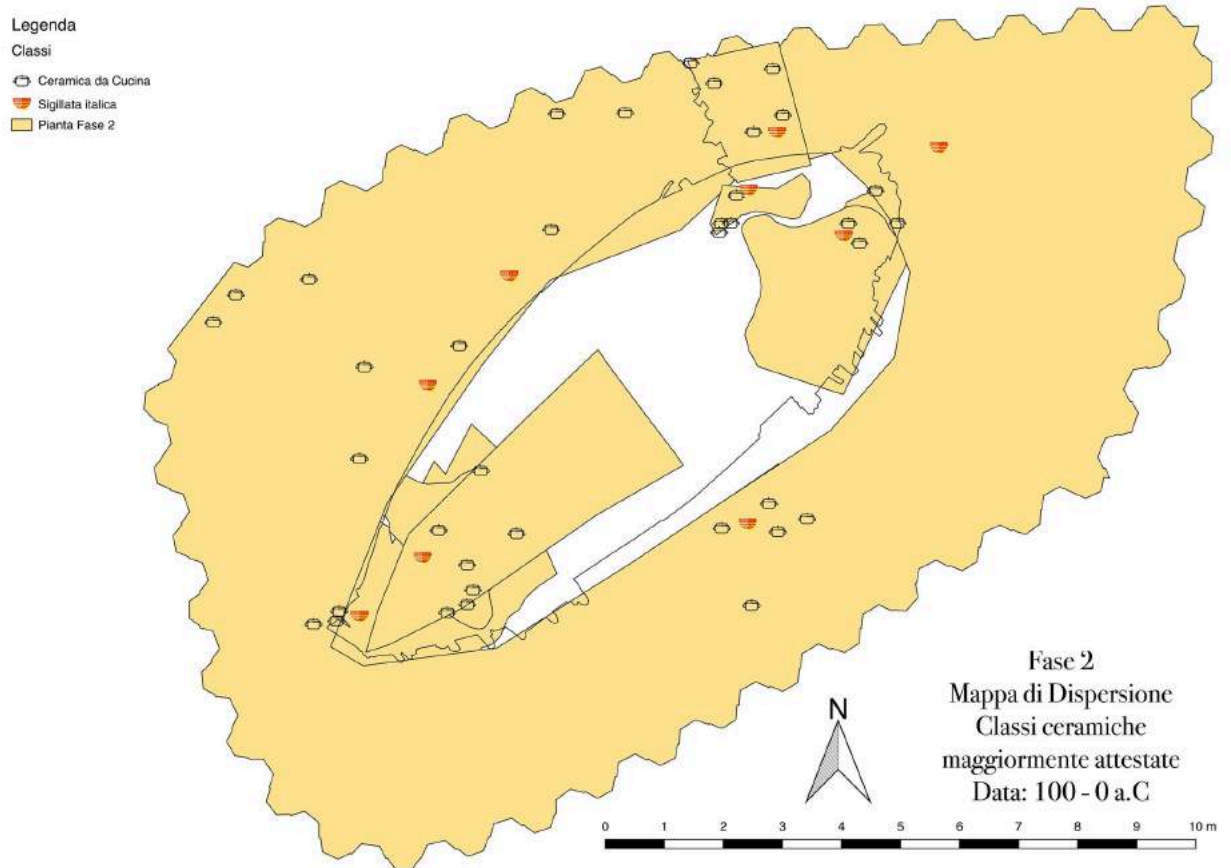 Legenda
Classi
Ceramica da Cucina
Sigillata italica
Pianta Fase 2
N
Fase 2
Mappa di Dispersione
Classi ceramiche
maggiormente attestate
Data: 100 - 0 a.C
0 1 2 3 4 5 6 7 8 9 10 m